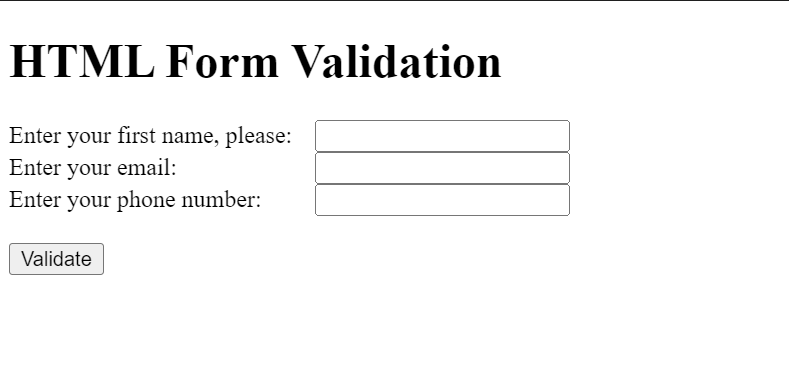 HTML Form Validation
Enter your first name, please:
Enter your email:
Enter your phone number:
Validate